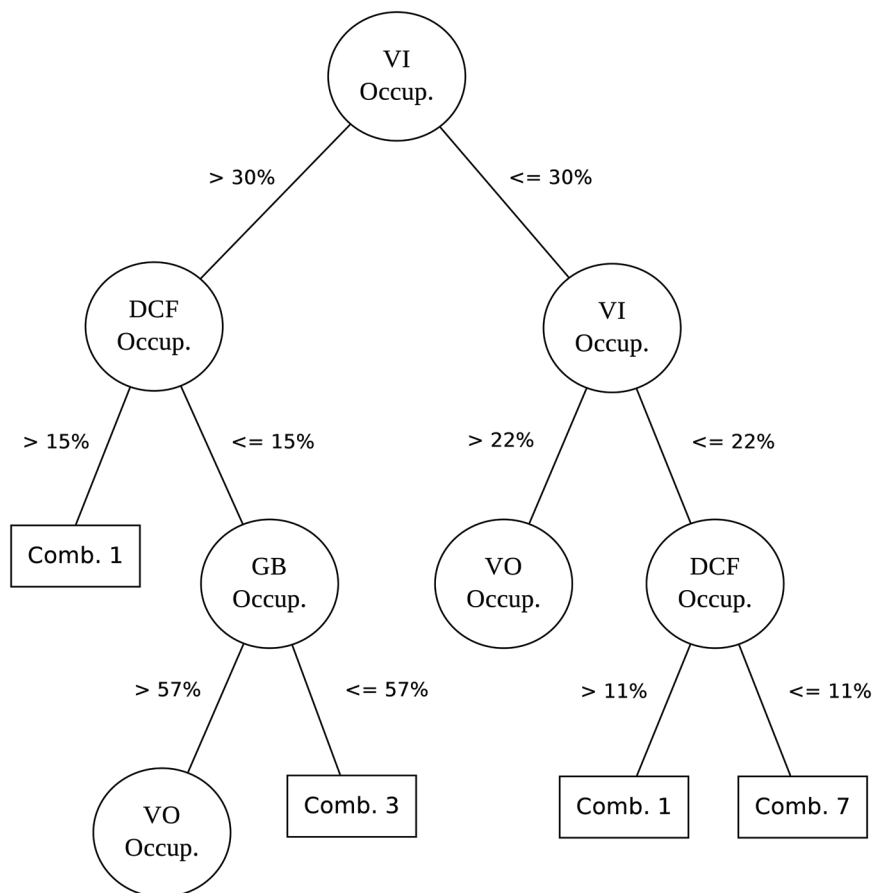 VI
Occup.
> 30%
<= 30%
DCF
Occup.
VI
Occup.
> 15%
<= 15%
> 22%
<= 22%
Comb. 1
GB
Occup.
VO
Occup.
DCF
Occup.
> 57%
<= 57%
> 11%
<= 11%
VO
Occup.
Comb. 3
Comb. 1
Comb. 7